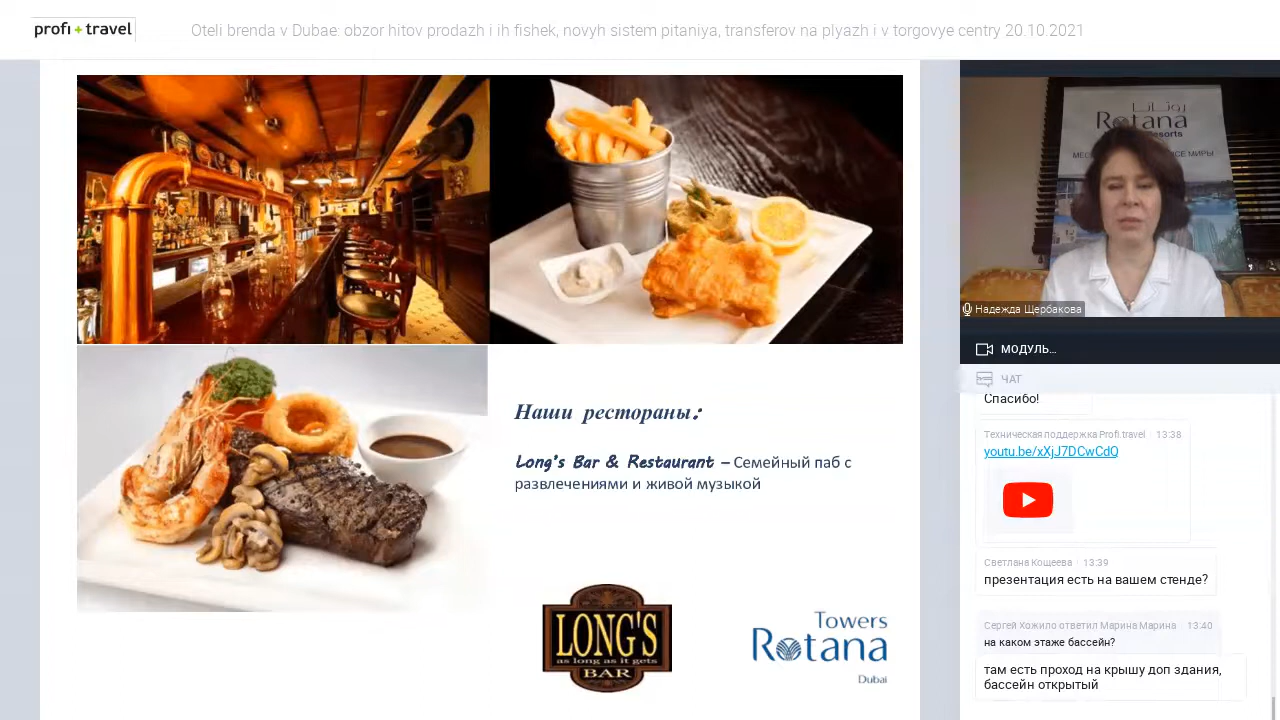 profi+travel
Oteli brenda v Dubae: obzor hitov prodazh i ih fishek, novyh sistem pitaniya, transferov na plyazh i v torgovye centry 20.10.2021
روتانا
Rotana
Надежда Щербакова
МОДУЛЬ...
ЧАТ
Спасибо!
Техническая поддержка Profi.travel | 13:38
youtu.be/xXjJ7DCwCdQ
Светлана Кощеева | 13:39
презентация есть на вашем стенде?
Сергей Хожило ответил Марина Марина 13:40
на каком этаже бассейн?
там есть проход на крышу доп здания,
бассейн открытый
Наши рестораны:
Long's Bar & Restaurant – Семейный паб с
развлечениями и живой музыкой
LONG'S
as long as it gets
BAR
Towers
Rotana
Dubai